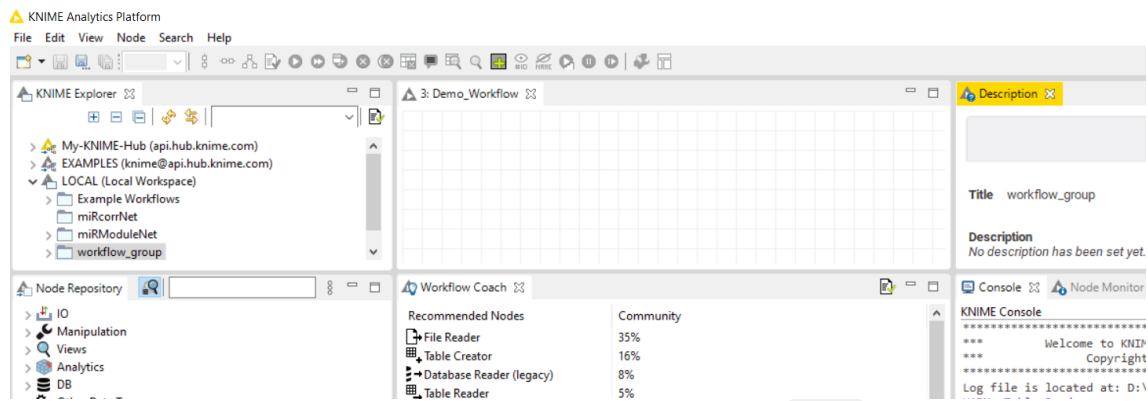 KNIME Analytics Platform
File Edit View Node Search Help
KNIME Explorer
My-KNIME-Hub (api.hub.knime.com)
EXAMPLES (knime@api.hub.knime.com)
LOCAL (Local Workspace)
Example Workflows
miRcorrNet
miRModuleNet
workflow_group
3: Demo_Workflow
Description
Title workflow_group
Description
No description has been set yet.
Node Repository
IO
Manipulation
Views
Analytics
DB
Workflow Coach
Recommended Nodes Community
File Reader 35%
Table Creator 16%
Database Reader (legacy) 8%
Table Reader 5%
Console Node Monitor
KNIME Console
***********************
*** Welcome to KNIM
*** Copyright
***********************
Log file is located at: D:\